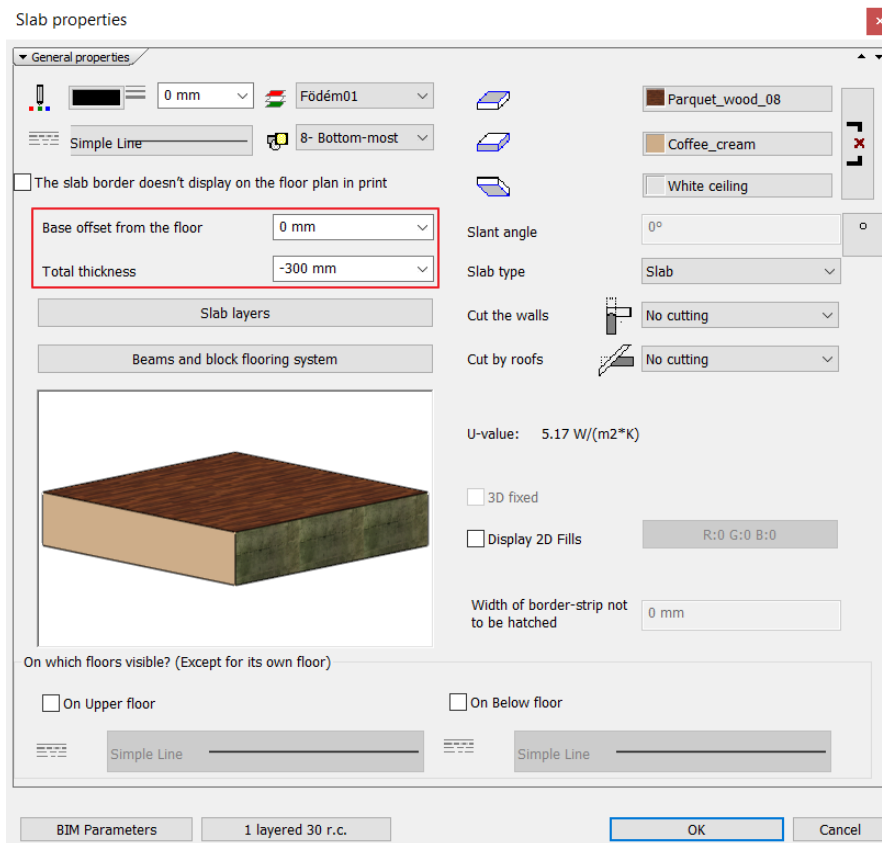 Slab properties
General properties
0 mm
Födém01
Parquet_wood_08
Simple Line
8- Bottom-most
Coffee_cream
The slab border doesn't display on the floor plan in print
White ceiling
Base offset from the floor
0 mm
Slant angle
0º
Total thickness
-300 mm
Slab type
Slab
Slab layers
Cut the walls
No cutting
Beams and block flooring system
Cut by roofs
No cutting
U-value: 5.17 W/(m2*K)
3D fixed
Display 2D Fills
R:0 G:0 B:0
Width of border-strip not
to be hatched
0 mm
On which floors visible? (Except for its own floor)
On Upper floor
On Below floor
Simple Line
Simple Line
BIM Parameters
1 layered 30 r.c.
OK
Cancel